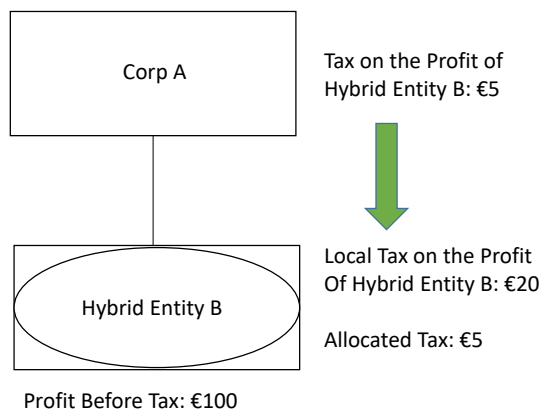 Corp A
Tax on the Profit of
Hybrid Entity B: €5
Hybrid Entity B
Local Tax on the Profit
Of Hybrid Entity B: €20
Allocated Tax: €5
Profit Before Tax: €100